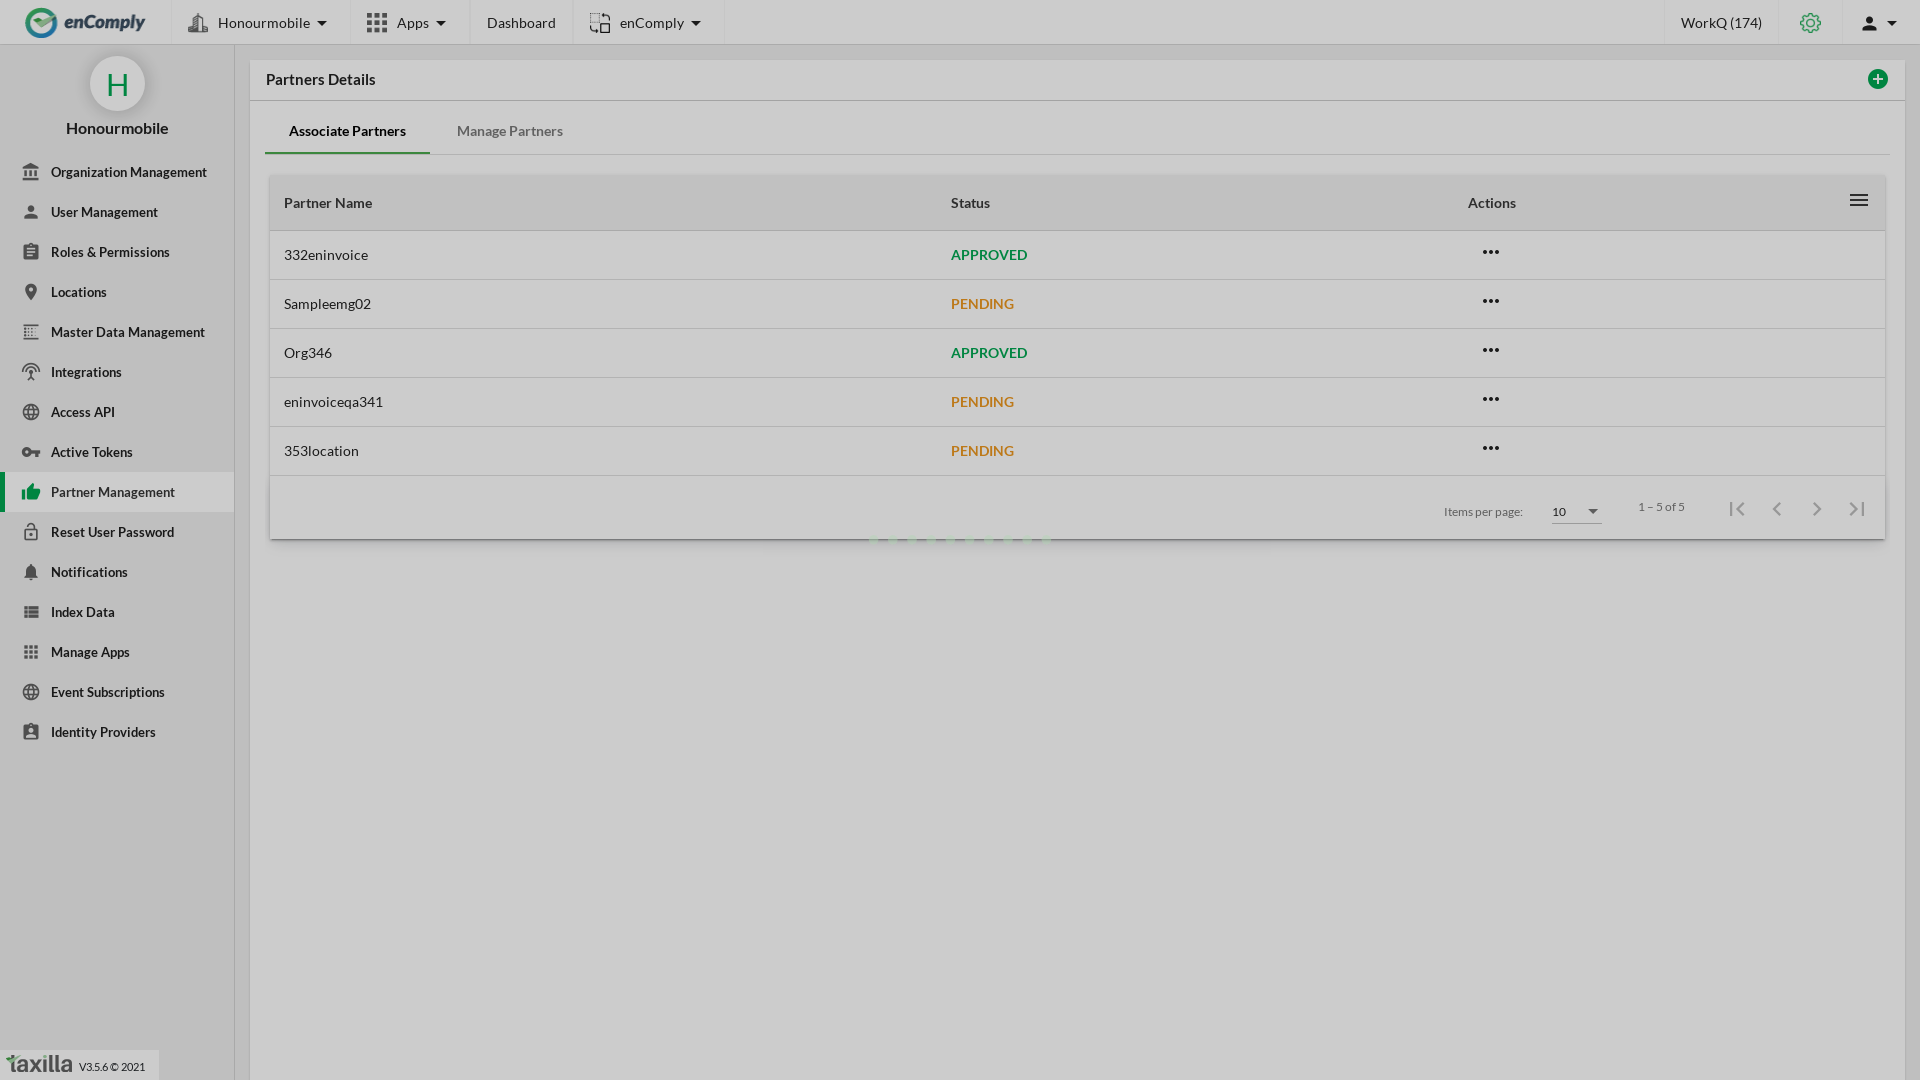 enComply
Honourmobile
Apps
Dashboard
enComply
WorkQ (174)
H
Honourmobile
Organization Management
User Management
Roles & Permissions
Locations
Master Data Management
Integrations
Access API
Active Tokens
Partner Management
Reset User Password
Notifications
Index Data
Manage Apps
Event Subscriptions
Identity Providers
taxilla V3.5.6 © 2021
Partners Details
Associate Partners
Manage Partners
Partner Name Status Actions
332eninvoice APPROVED
Sampleemg02 PENDING
Org346 APPROVED
eninvoiceqa341 PENDING
353location PENDING
Items per page: 10 1 – 5 of 5